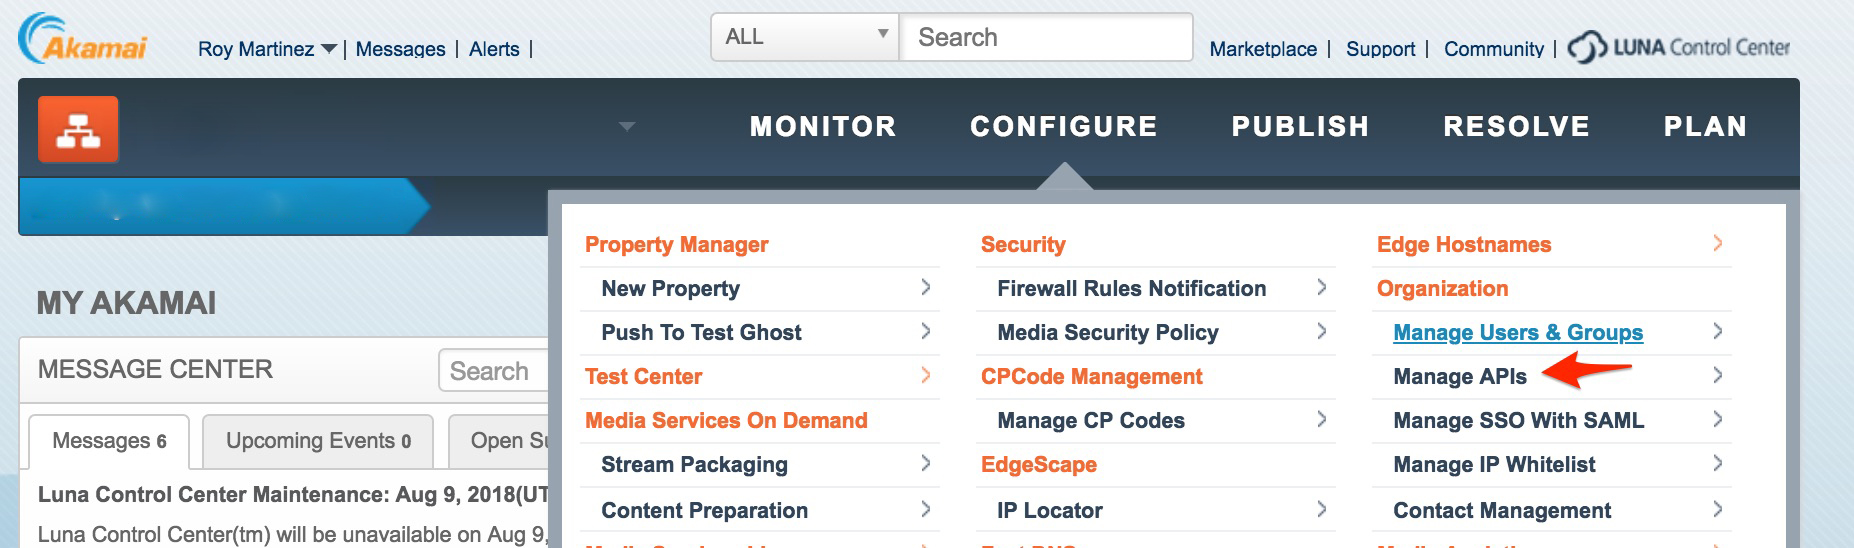 Akamai
Roy Martinez | Messages | Alerts |
ALL
Search
Marketplace | Support | Community |
LUNA Control Center
MONITOR CONFIGURE PUBLISH RESOLVE PLAN
MY AKAMAI
MESSAGE CENTER
Search
Messages 6
Upcoming Events 0
Open Su
Luna Control Center Maintenance: Aug 9, 2018(UT
Luna Control Center(tm) will be unavailable on Aug 9,
Property Manager
New Property
Push To Test Ghost
Test Center
Media Services On Demand
Stream Packaging
Content Preparation
Security
Firewall Rules Notification
Media Security Policy
CPCode Management
Manage CP Codes
EdgeScape
IP Locator
Edge Hostnames
Organization
Manage Users & Groups
Manage APIs
Manage SSO With SAML
Manage IP Whitelist
Contact Management